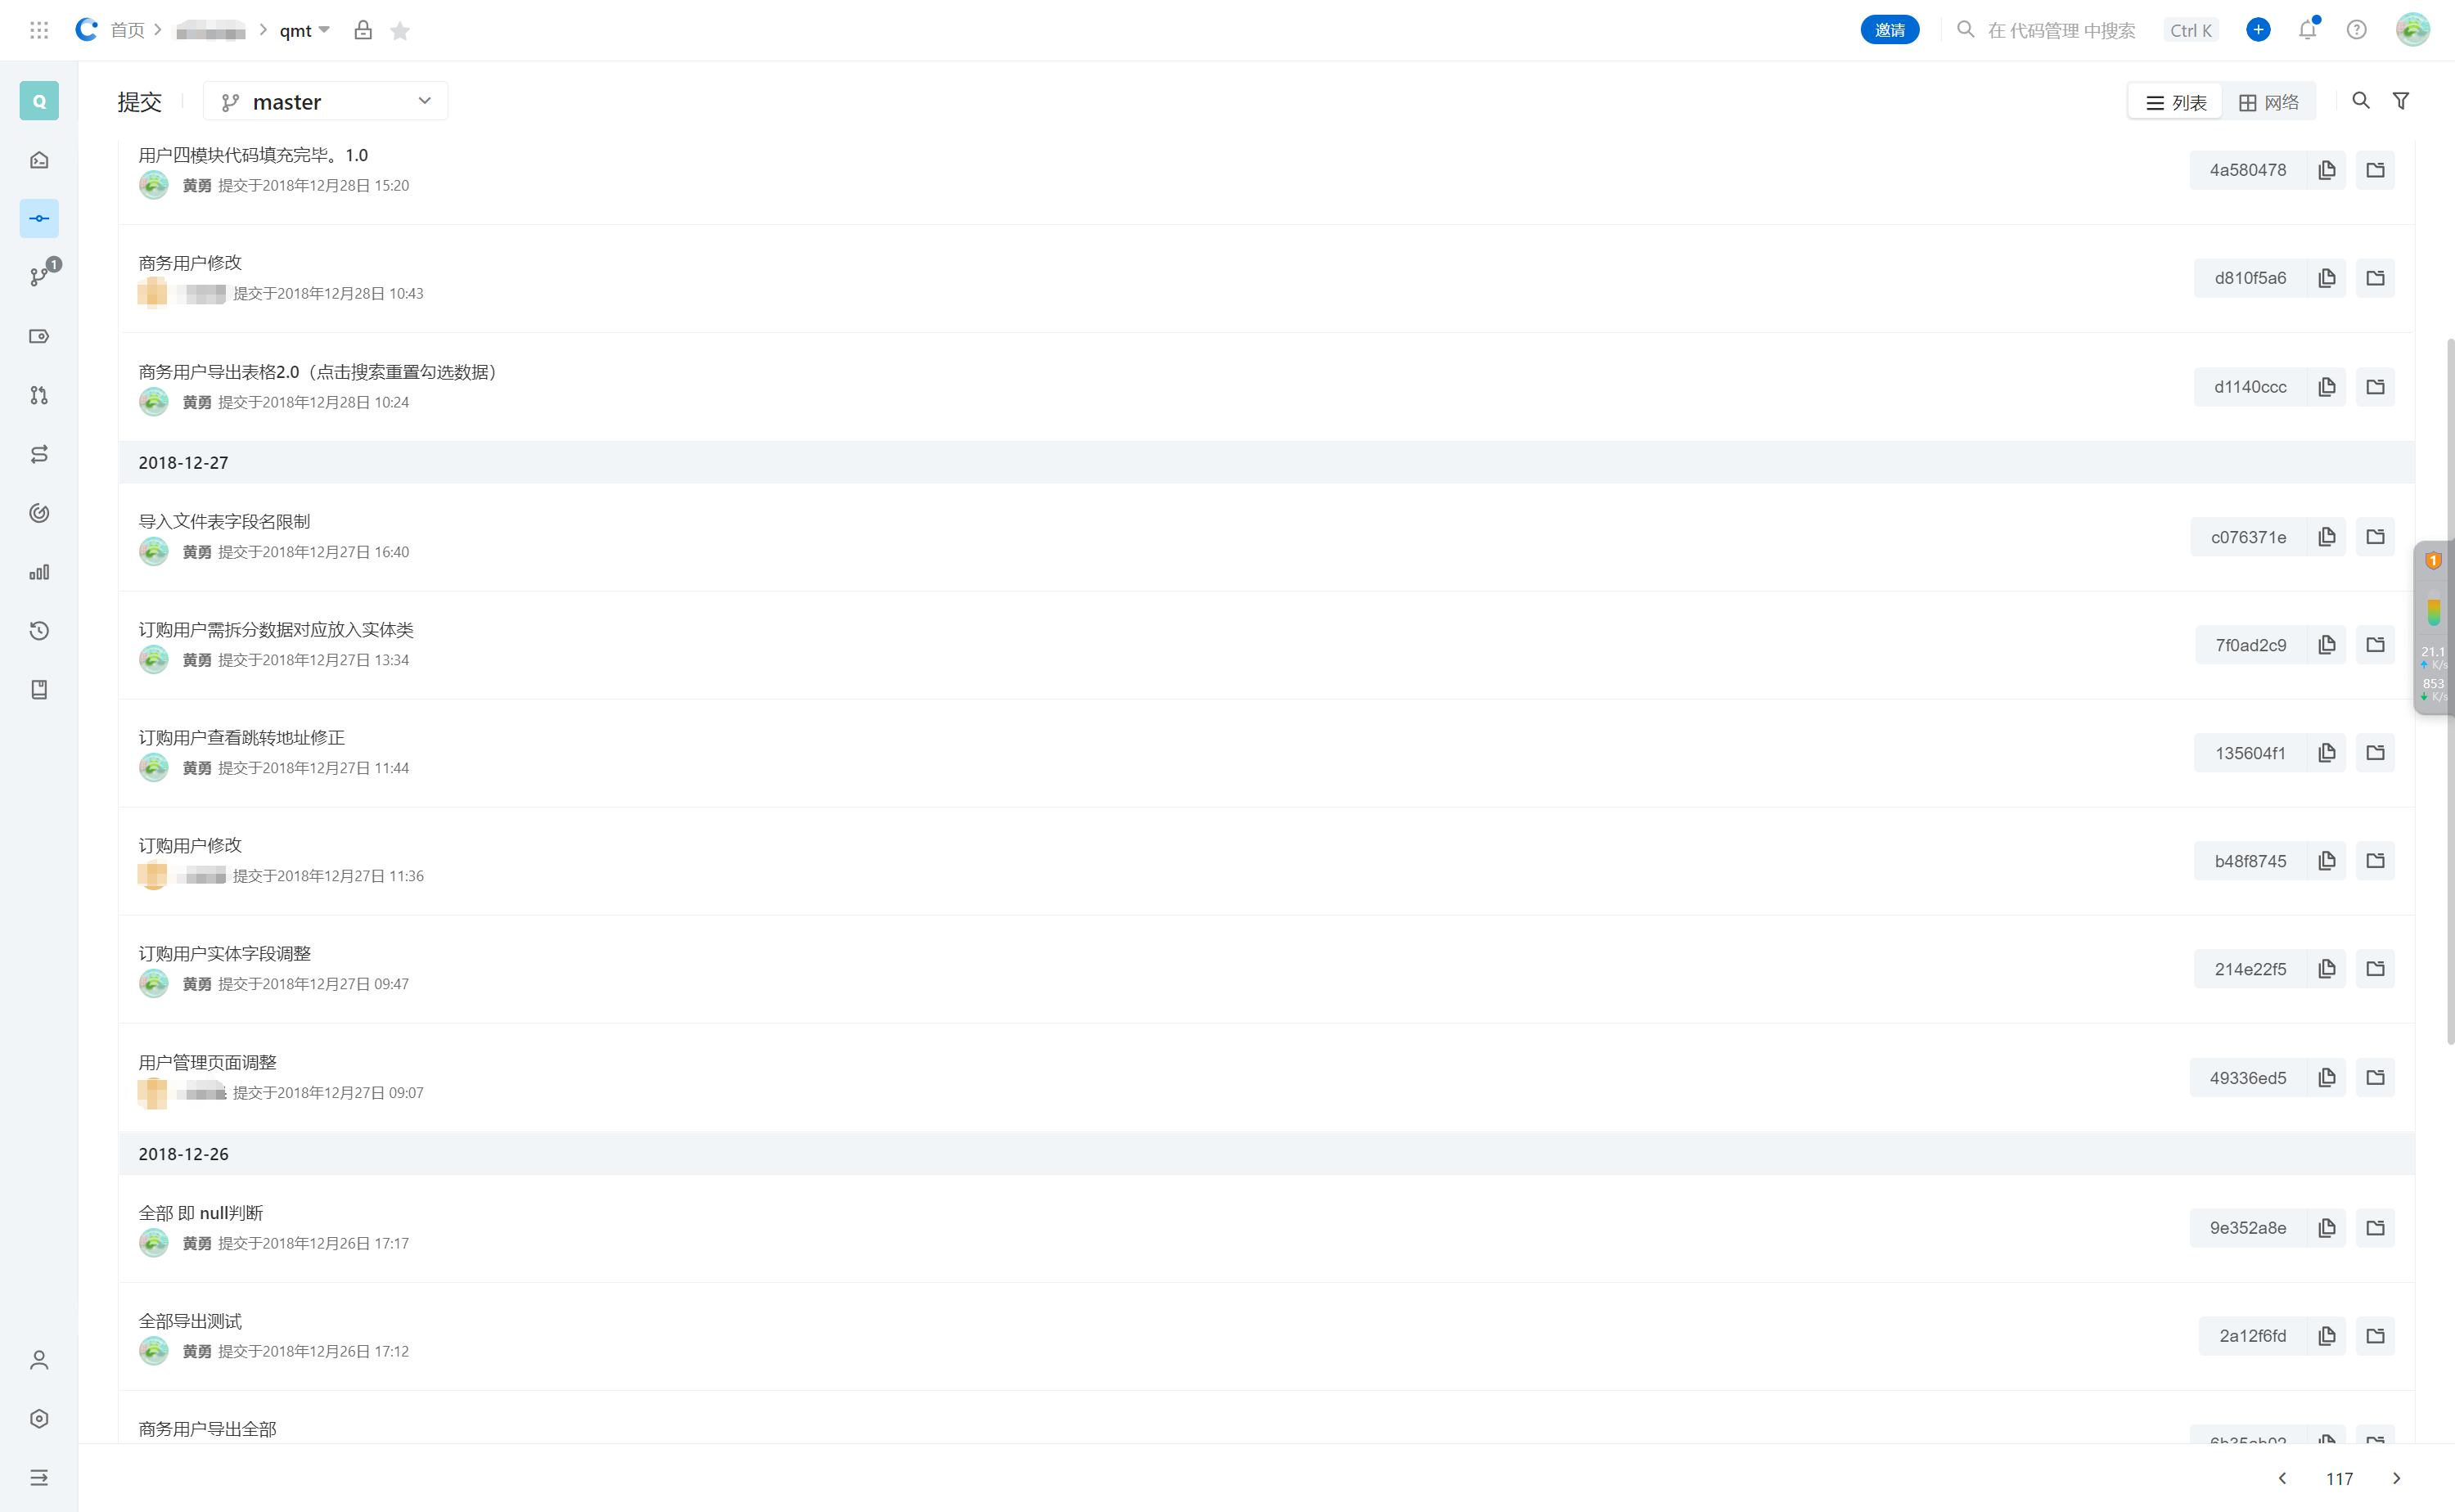 首页 qmt 邀请 在 代码管理 中搜索 Ctrl K
Q 提交 master 列表 网络
用户四模块代码填充完毕。1.0
黄勇 提交于2018年12月28日 15:20 4a580478
商务用户修改
提交于2018年12月28日 10:43 d810f5a6
1
商务用户导出表格2.0（点击搜索重置勾选数据）
黄勇 提交于2018年12月28日 10:24 d1140ccc
2018-12-27
导入文件表字段名限制
黄勇 提交于2018年12月27日 16:40 c076371e
1
订购用户需拆分数据对应放入实体类
黄勇 提交于2018年12月27日 13:34 7f0ad2c9
21.1
K/s
853
K/s
订购用户查看跳转地址修正
黄勇 提交于2018年12月27日 11:44 135604f1
订购用户修改
提交于2018年12月27日 11:36 b48f8745
订购用户实体字段调整
黄勇 提交于2018年12月27日 09:47 214e22f5
用户管理页面调整
提交于2018年12月27日 09:07 49336ed5
2018-12-26
全部 即 null判断
黄勇 提交于2018年12月26日 17:17 9e352a8e
全部导出测试
黄勇 提交于2018年12月26日 17:12 2a12f6fd
商务用户导出全部
117